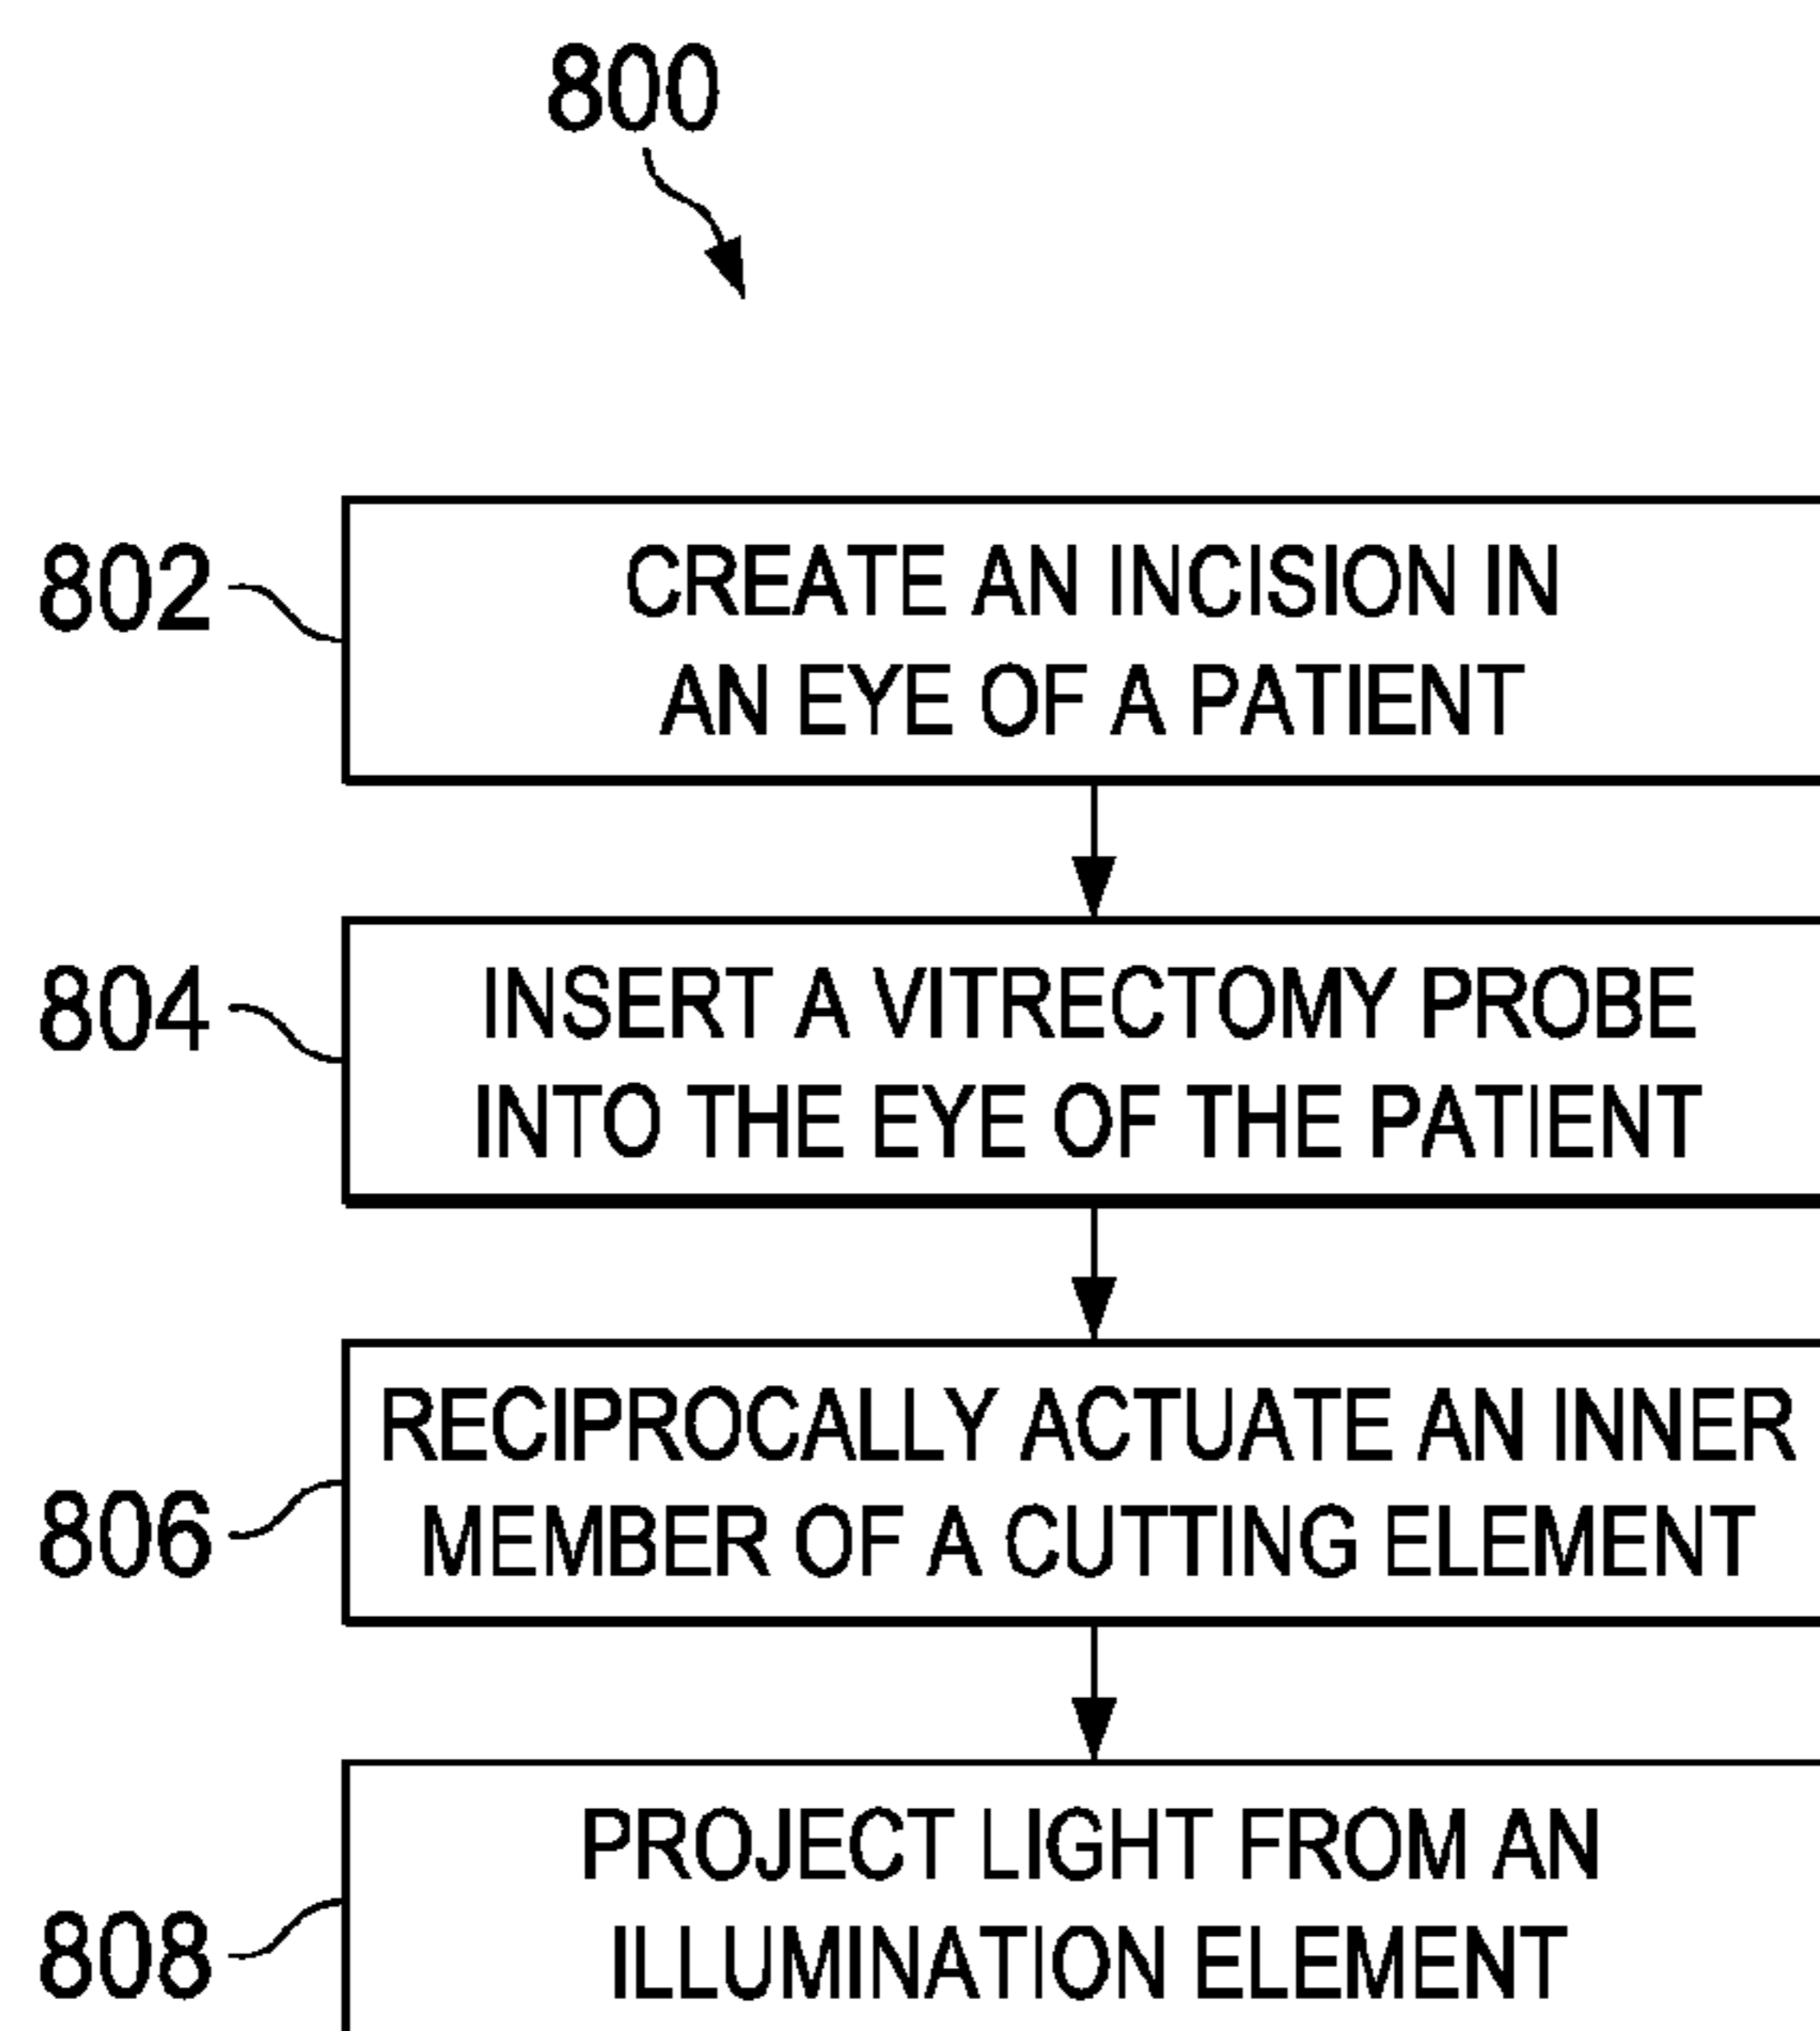 800
802
CREATE AN INCISION IN
AN EYE OF A PATIENT
804
INSERT A VITRECTOMY PROBE
INTO THE EYE OF THE PATIENT
806
RECIPROCALLY ACTUATE AN INNER
MEMBER OF A CUTTING ELEMENT
808
PROJECT LIGHT FROM AN
ILLUMINATION ELEMENT